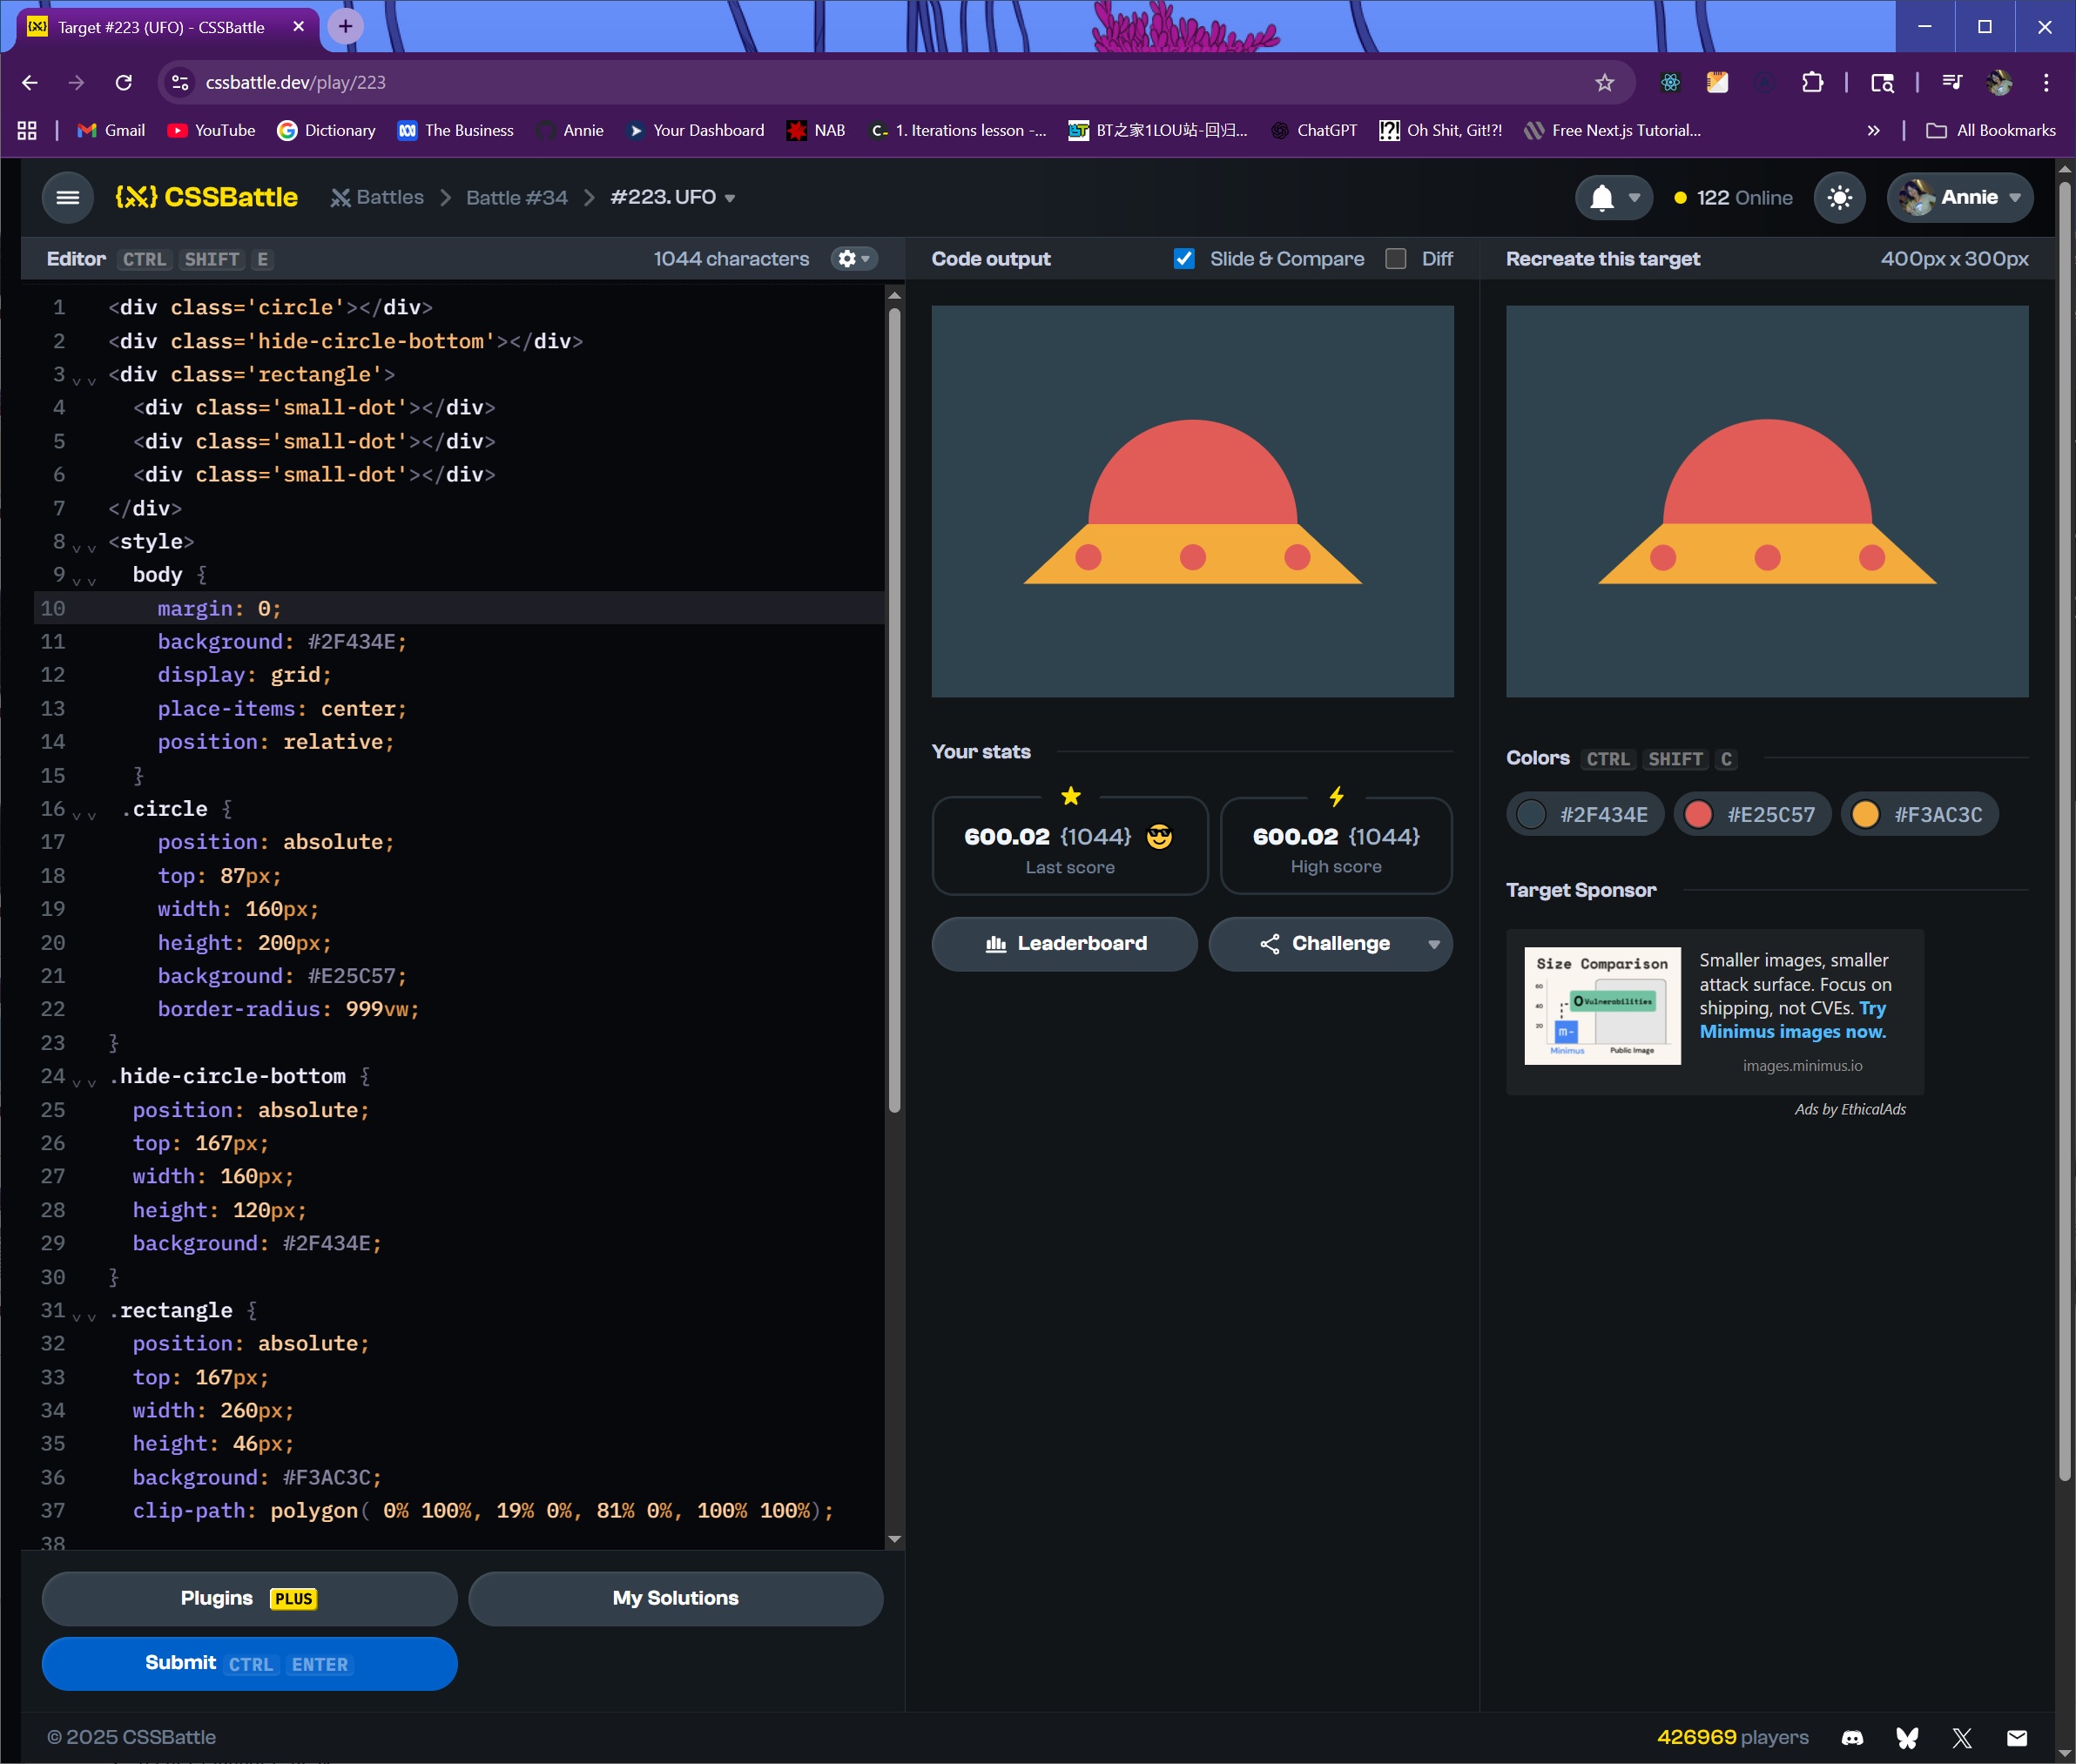 Target #223 (UFO) - CSSBattle
cssbattle.dev/play/223
Gmail YouTube Dictionary The Business Annie Your Dashboard NAB 1. Iterations lesson -... BT之家1LOU站-回归... ChatGPT Oh Shit, Git!?! Free Next.js Tutorial... » All Bookmarks
{X} CSSBattle Battles Battle #34 #223. UFO 122 Online Annie
Editor CTRL SHIFT E 1044 characters
Code output Slide & Compare Diff
Recreate this target 400px x 300px
1 <div class='circle'></div>
2 <div class='hide-circle-bottom'></div>
3 <div class='rectangle'>
4 <div class='small-dot'></div>
5 <div class='small-dot'></div>
6 <div class='small-dot'></div>
7 </div>
8 <style>
9 body {
10 margin: 0;
11 background: #2F434E;
12 display: grid;
13 place-items: center;
14 position: relative;
15 }
16 .circle {
17 position: absolute;
18 top: 87px;
19 width: 160px;
20 height: 200px;
21 background: #E25C57;
22 border-radius: 999vw;
23 }
24 .hide-circle-bottom {
25 position: absolute;
26 top: 167px;
27 width: 160px;
28 height: 120px;
29 background: #2F434E;
30 }
31 .rectangle {
32 position: absolute;
33 top: 167px;
34 width: 260px;
35 height: 46px;
36 background: #F3AC3C;
37 clip-path: polygon( 0% 100%, 19% 0%, 81% 0%, 100% 100%);
38
Plugins PLUS
My Solutions
Submit CTRL ENTER
Your stats
600.02 {1044}
Last score
600.02 {1044}
High score
Leaderboard
Challenge
Colors CTRL SHIFT C
#2F434E #E25C57 #F3AC3C
Target Sponsor
Size Comparison
60
40
20
0 Vulnerabilities
m-
Minimus
Public Image
Smaller images, smaller
attack surface. Focus on
shipping, not CVEs. Try
Minimus images now.
images.minimus.io
Ads by EthicalAds
© 2025 CSSBattle
426969 players